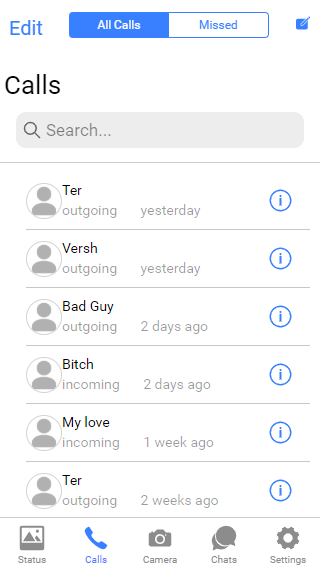 Edit
All Calls
Missed
Calls
Search...
Ter
outgoing yesterday
Versh
outgoing yesterday
Bad Guy
outgoing 2 days ago
Bitch
incoming 2 days ago
My love
incoming 1 week ago
Ter
outgoing 2 weeks ago
Status
Calls
Camera
Chats
Settings